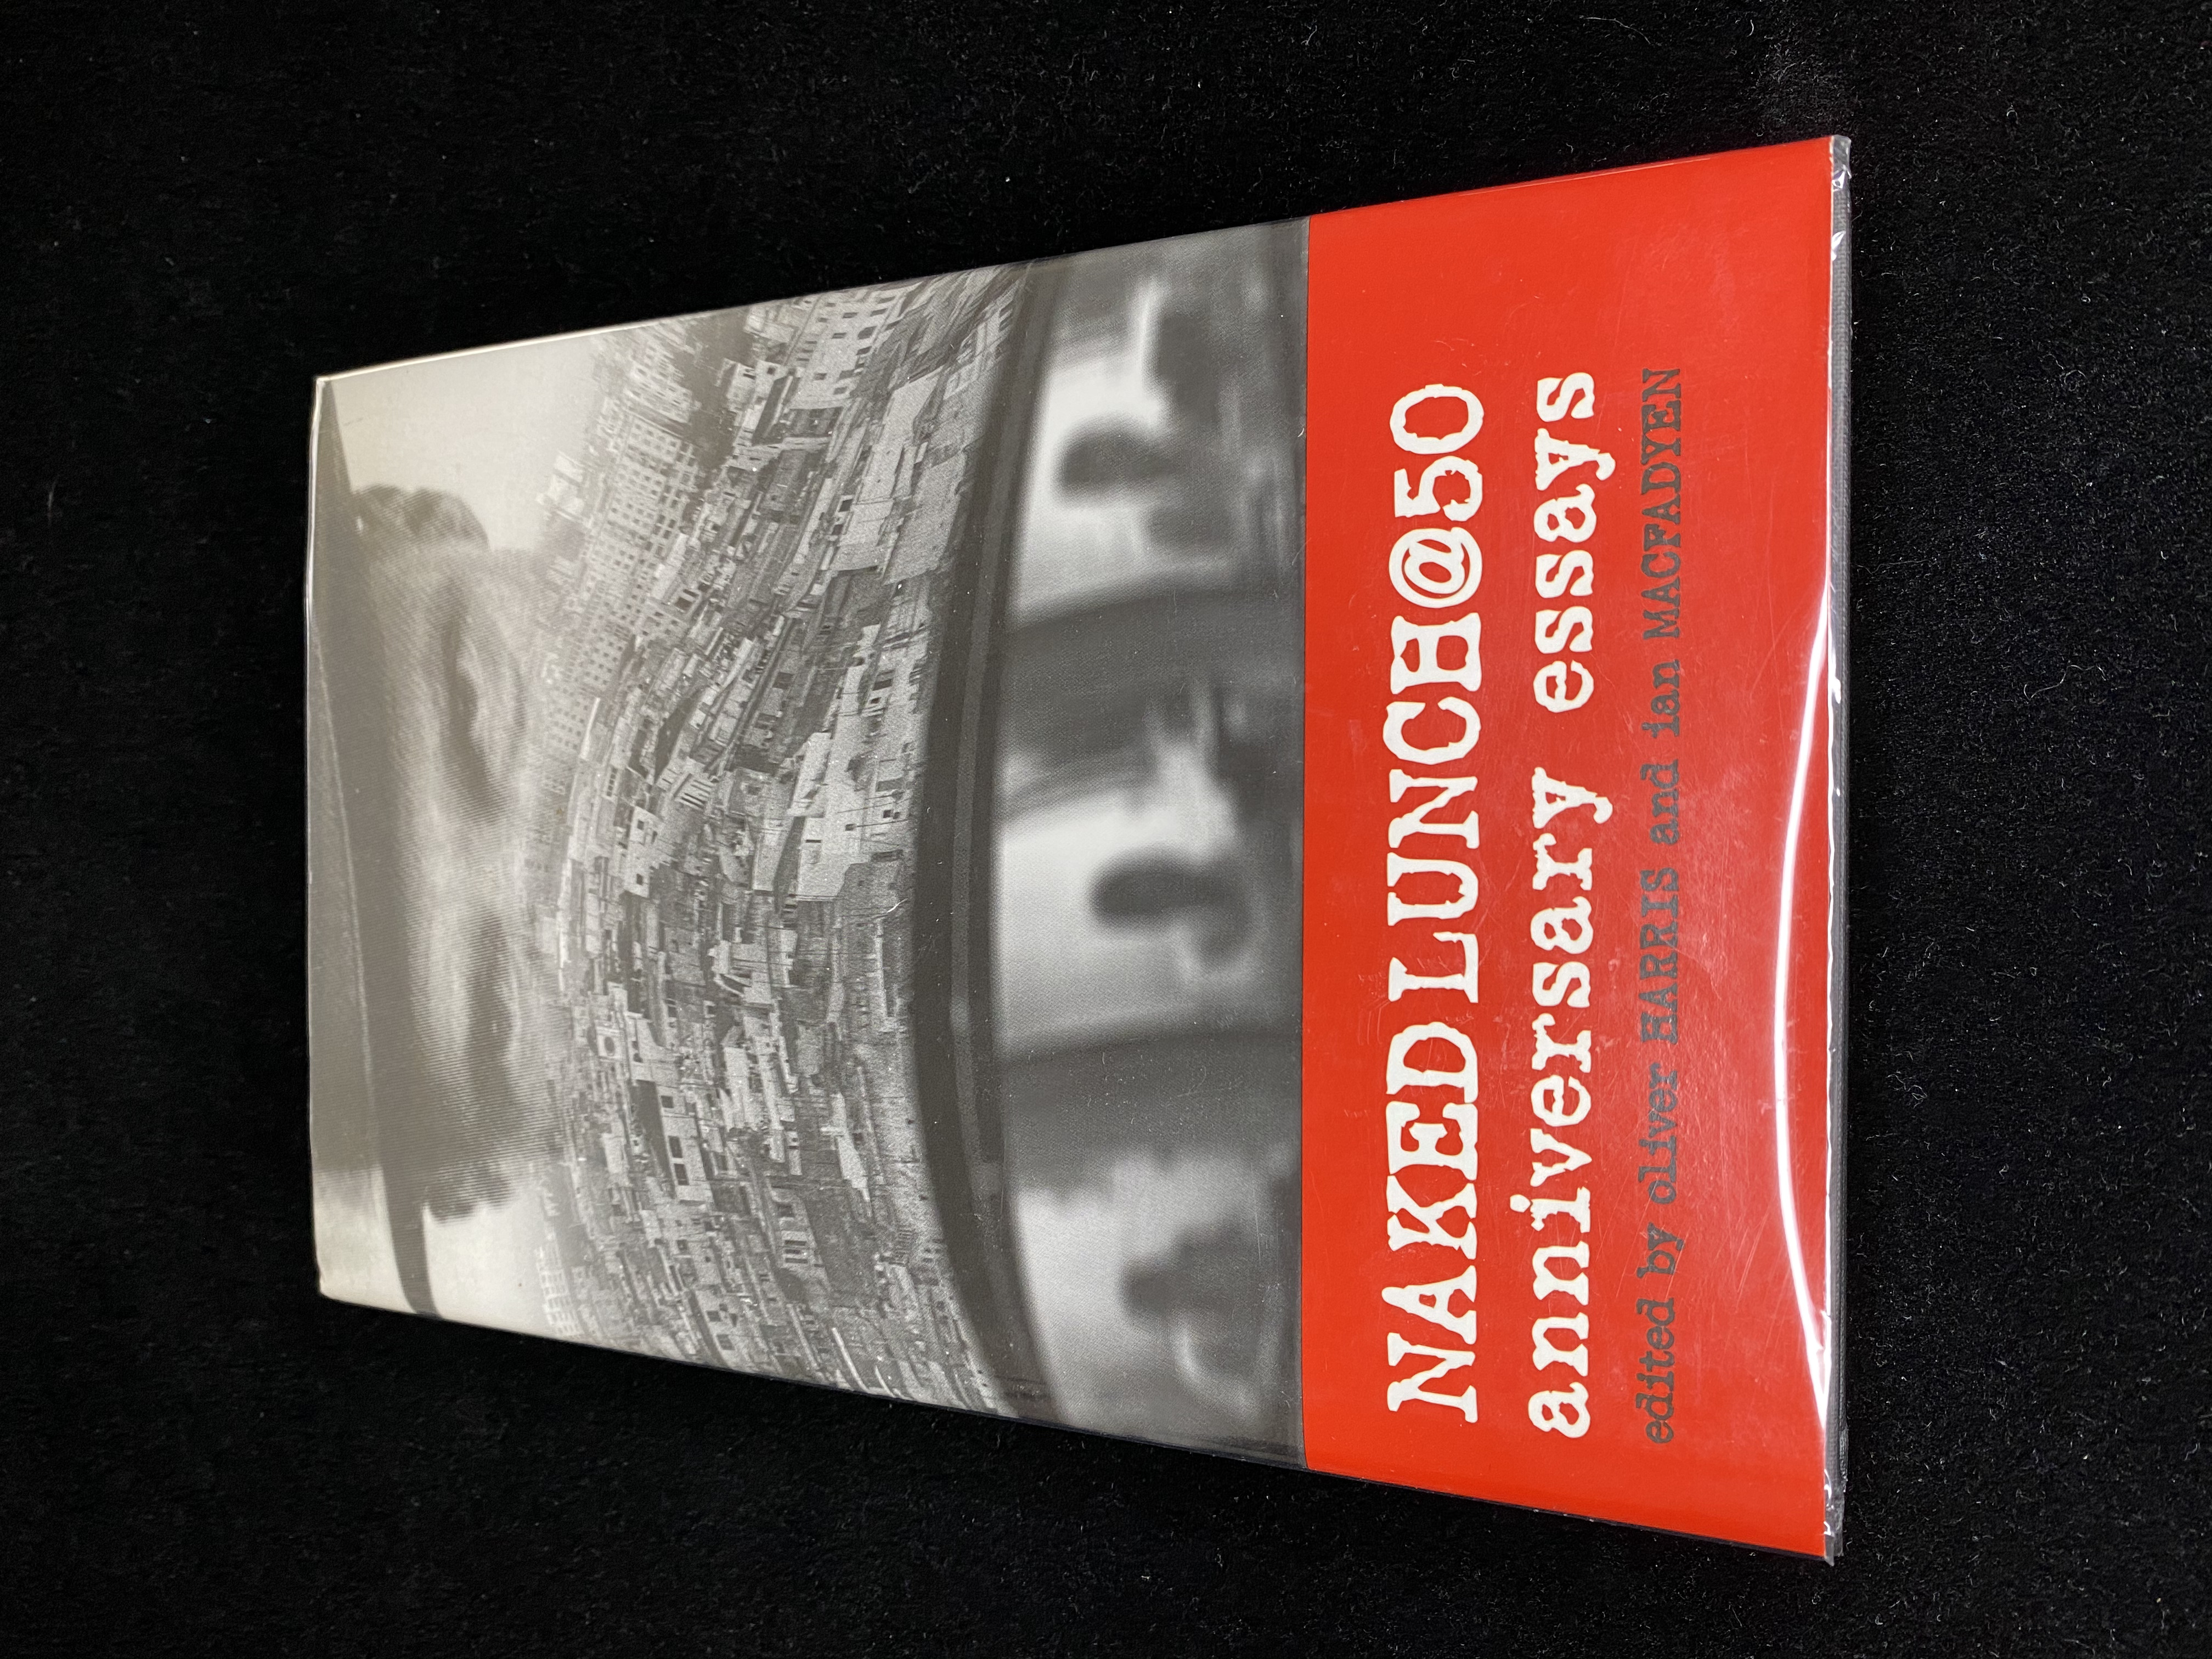 NAKED LUNCH@50
anniversary essays
edited by oliver HARRIS and ian MACFADYEN